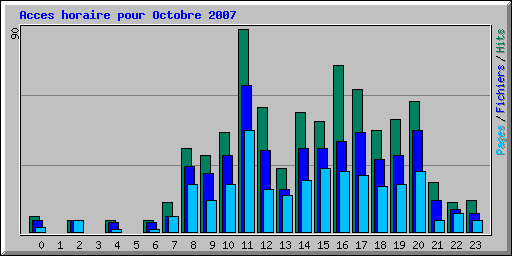 Acces horaire pour Octobre 2007
90
Pages / Fichiers / Hits
0 1 2 3 4 5 6 7 8 9 10 11 12 13 14 15 16 17 18 19 20 21 22 23